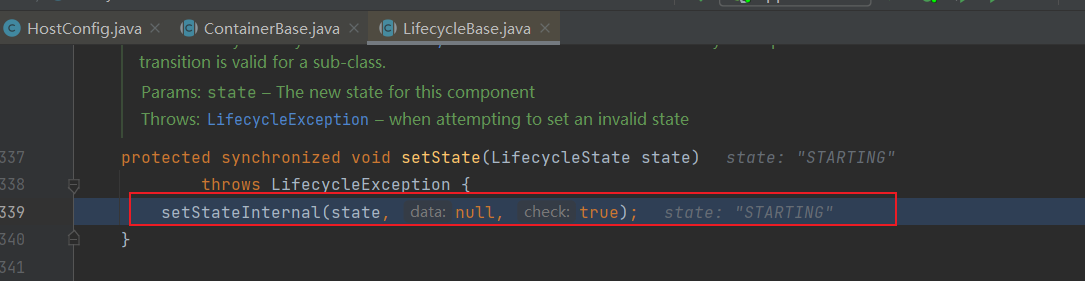 HostConfig.java × ContainerBase.java × LifecycleBase.java ×
transition is valid for a sub-class.
Params: state – The new state for this component
Throws: LifecycleException – when attempting to set an invalid state
337 protected synchronized void setState(LifecycleState state) state: "STARTING"
338 throws LifecycleException {
339 setStateInternal(state, data: null, check: true); state: "STARTING"
340 }
341